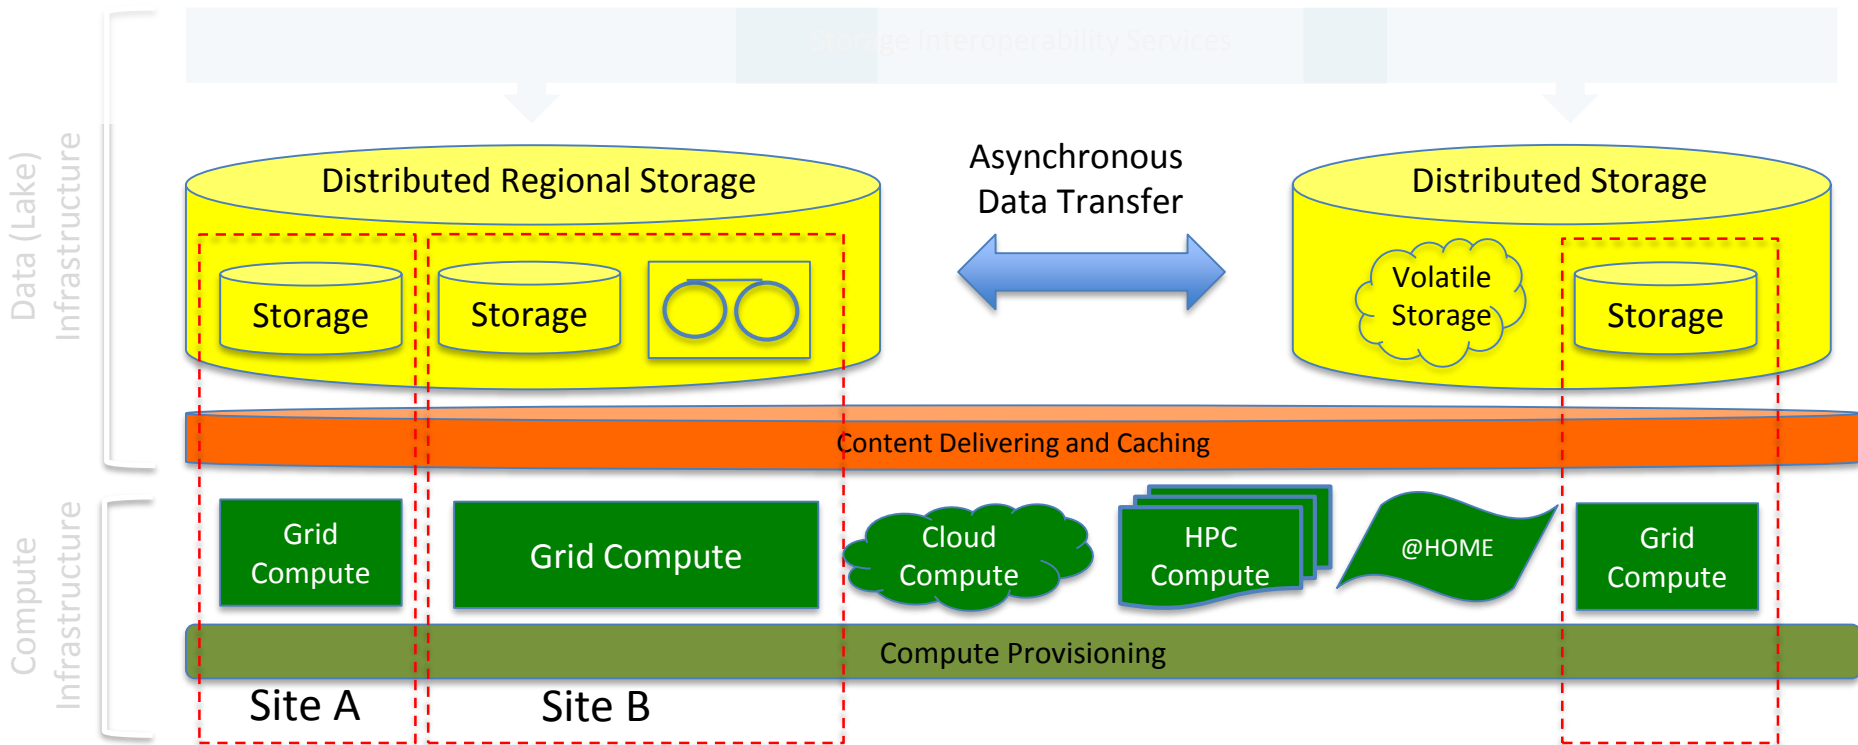 Storage Interoperability Services
Data (Lake)
Infrastructure
Distributed Regional Storage
Asynchronous
Data Transfer
Distributed Storage
Storage
Storage
Volatile
Storage
Storage
Content Delivering and Caching
Compute
Infrastructure
Grid
Compute
Grid Compute
Cloud
Compute
HPC
Compute
@HOME
Grid
Compute
Compute Provisioning
Site A
Site B